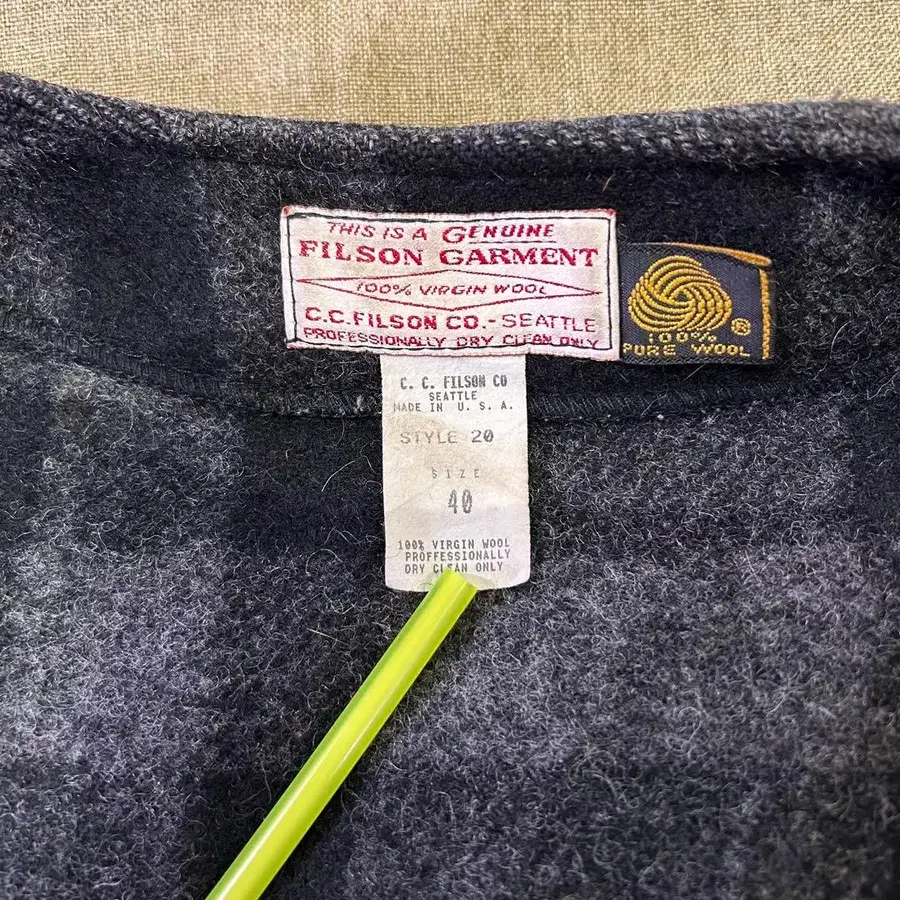 THIS IS A GENUINE
FILSON GARMENT
100% VIRGIN WOOL
C.C.FILSON CO.-SEATTLE
PROFESSIONALLY DRY CLEAN ONLY
100%
PURE WOOL
®
C. C. FILSON CO
SEATTLE
MADE IN U. S. A.
STYLE 20
SIZE
40
100% VIRGIN WOOL
PROFFESSIONALLY
DRY CLEAN ONLY